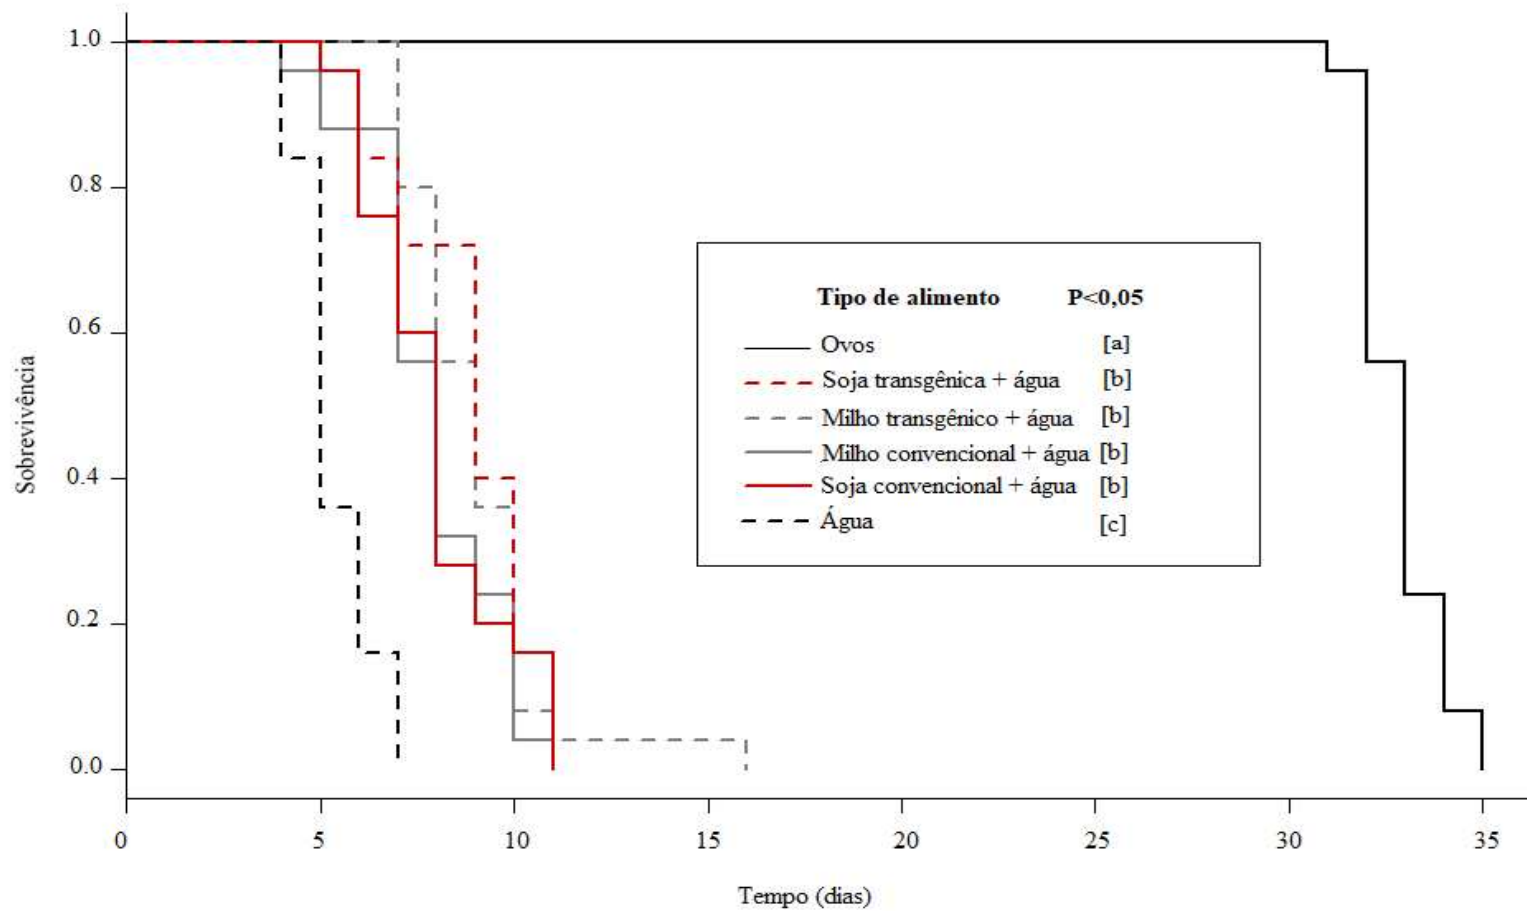 1.0
0.8
0.6
0.4
0.2
0.0
Sobrevivência
Tipo de alimento P<0,05
Ovos [a]
Soja transgênica + água [b]
Milho transgênico + água [b]
Milho convencional + água [b]
Soja convencional + água [b]
Água [c]
0 5 10 15 20 25 30 35
Tempo (dias)